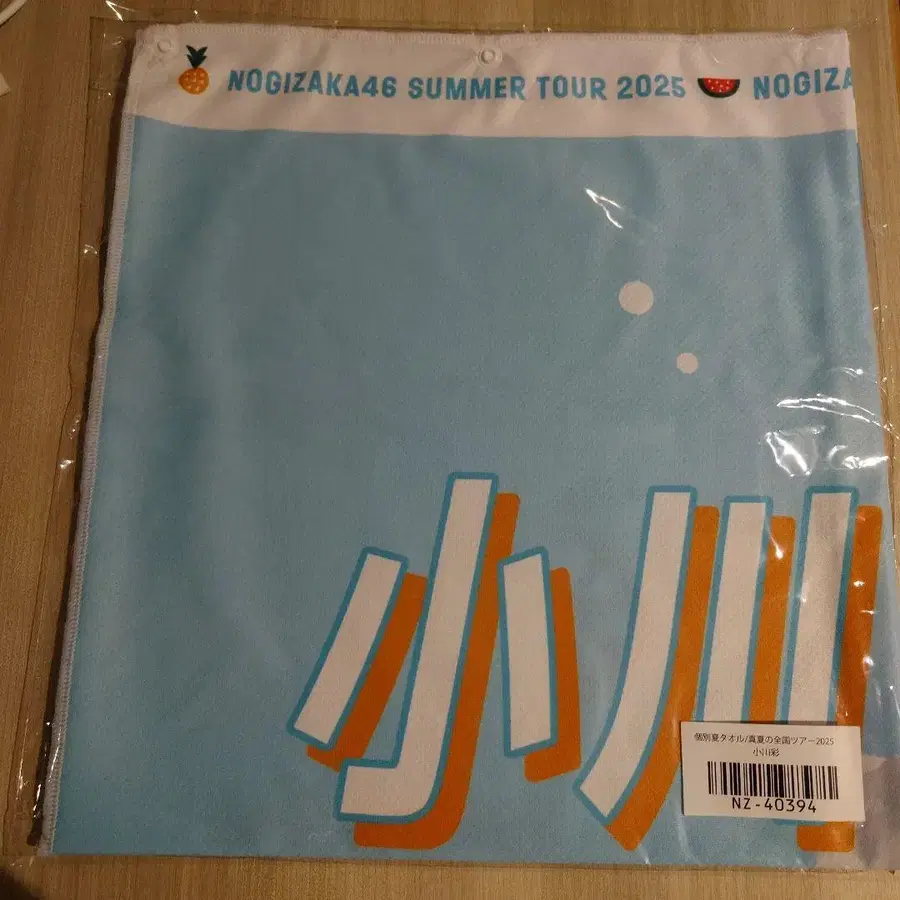 NOGIZAKA46 SUMMER TOUR 2025 NOGIZA
小川
個別夏タオル/真夏の全国ツアー2025
小川彩
NZ-40394